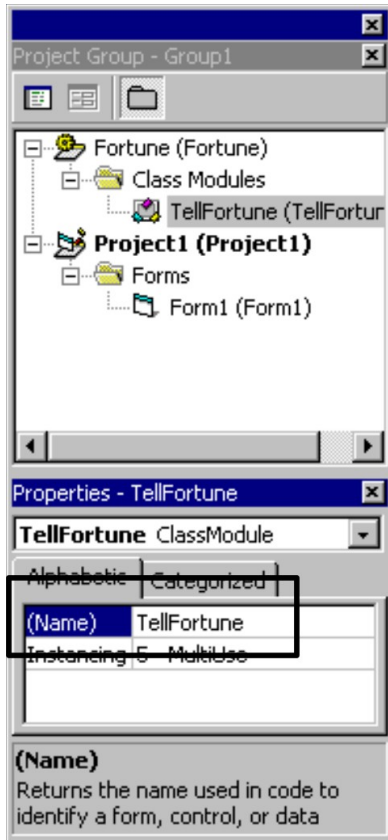 Project Group - Group1
Fortune (Fortune)
Class Modules
TellFortune (TellFortur
Project1 (Project1)
Forms
Form1 (Form1)
Properties - TellFortune
TellFortune ClassModule
Alphabetic Categorized
(Name) TellFortune
Instancing 5 - MultiUse
(Name)
Returns the name used in code to
identify a form, control, or data